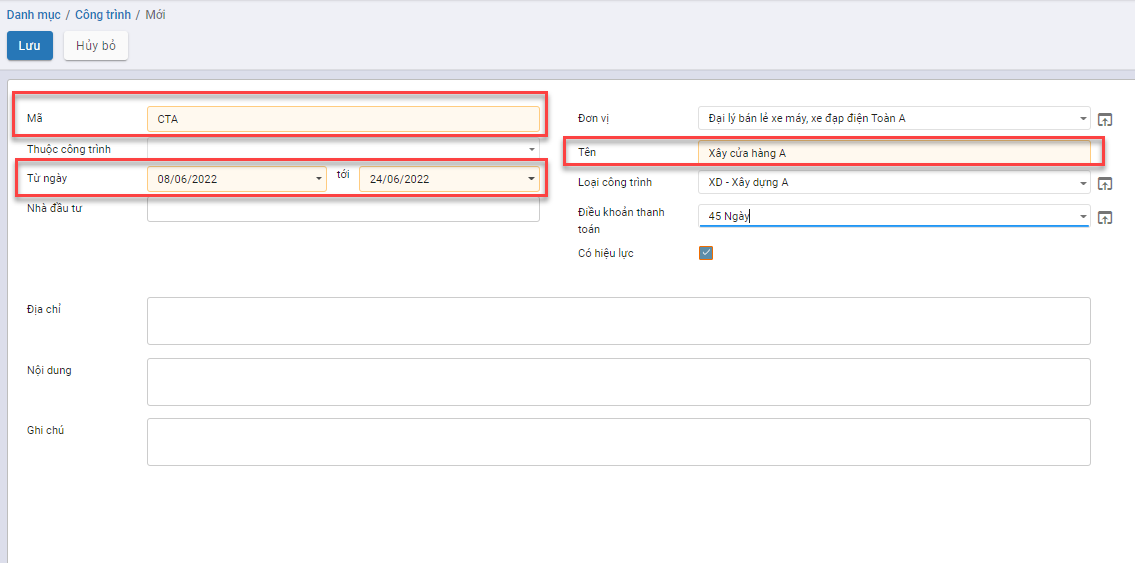 Danh mục / Công trình / Mới
Lưu Hủy bỏ
Mã CTA
Đơn vị Đại lý bán lẻ xe máy, xe đạp điện Toàn A
Thuộc công trình
Tên Xây cửa hàng A
Từ ngày 08/06/2022 tới 24/06/2022
Loại công trình XD - Xây dựng A
Nhà đầu tư
Điều khoản thanh
toán
45 Ngày
Có hiệu lực
Địa chỉ
Nội dung
Ghi chú